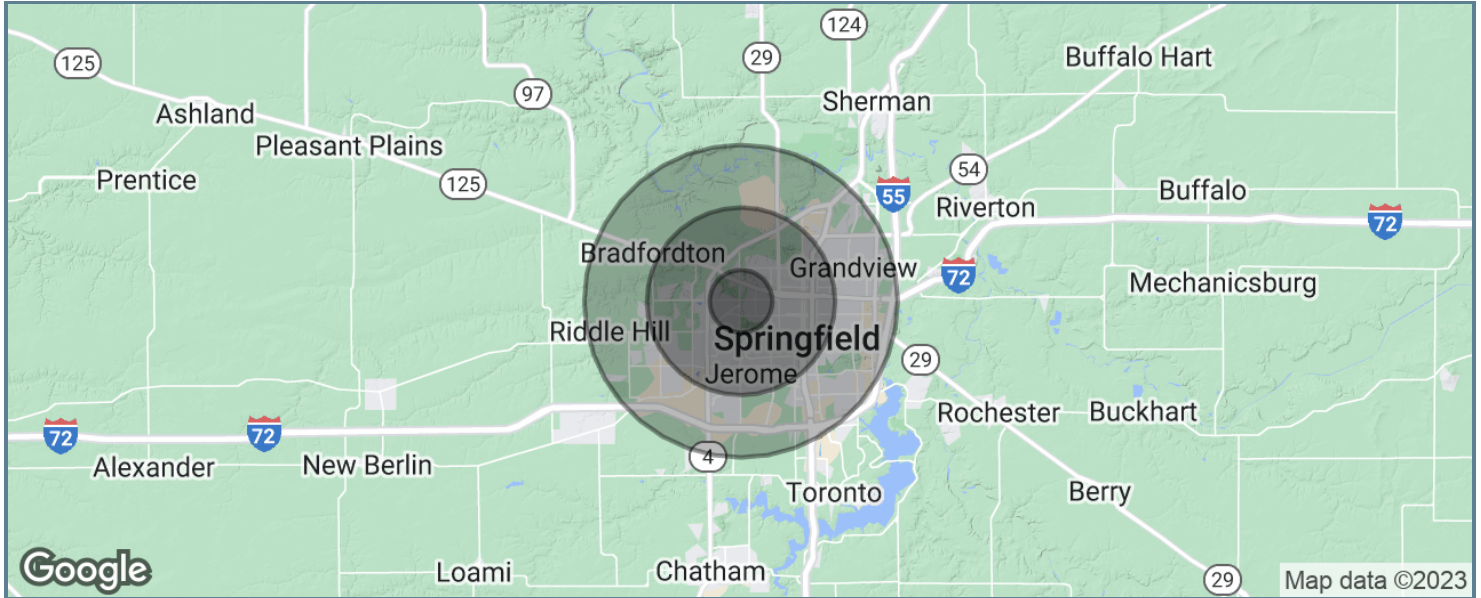 124
29
Buffalo Hart
125
97
Sherman
Ashland
Pleasant Plains
54
Prentice
125
55
Riverton
Buffalo
72
Bradfordton
Grandview
72
Mechanicsburg
Riddle Hill
Springfield
29
Jerome
Rochester
Buckhart
72
72
4
Alexander
New Berlin
Toronto
Berry
Loami
Chatham
29
Google
Map data ©2023